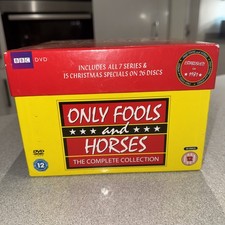 BBC DVD
INCLUDES ALL 7 SERIES &
15 CHRISTMAS SPECIALS ON 26 DISCS
ONLY FOOLS
and
HORSES
THE COMPLETE COLLECTION
DVD
12
12